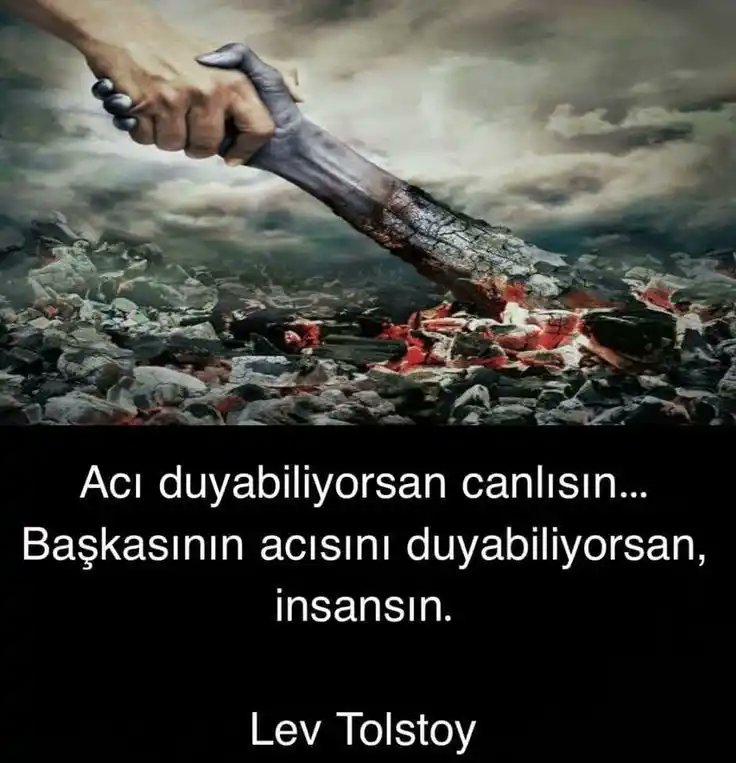 Acı duyabiliyorsan canlısın...
Başkasının acısını duyabiliyorsan,
insansın.
Lev Tolstoy